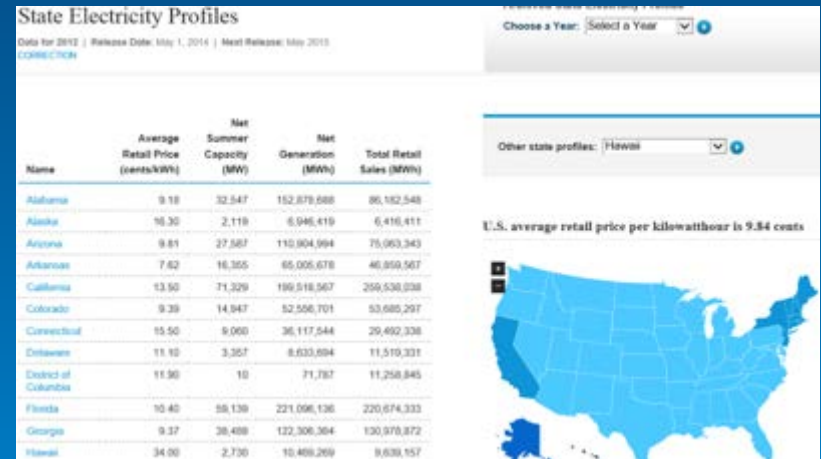 State Electricity Profiles
Data for 2012 | Release Date: May 1, 2014 | Next Release: May 2015
CORRECTION
Choose a Year: Select a Year
Other state profiles: Hawaii
Name Average Retail Price (cents/kWh) Net Summer Capacity (MW) Net Generation (MWh) Total Retail Sales (MWh)
Alabama 9.18 32,547 152,878,688 86,182,548
Alaska 16.30 2,119 6,946,419 6,416,411
Arizona 9.81 27,587 110,904,994 75,063,343
Arkansas 7.62 16,355 65,005,678 46,859,567
California 13.50 71,329 199,518,567 259,538,038
Colorado 9.39 14,947 52,556,701 53,685,297
Connecticut 15.50 9,060 36,117,544 29,492,338
Delaware 11.10 3,357 8,633,694 11,519,331
District of Columbia 11.90 10 71,787 11,258,845
Florida 10.40 59,139 221,096,136 220,674,333
Georgia 9.37 38,488 122,306,364 130,978,872
Hawaii 34.00 2,730 10,469,269 9,639,157
U.S. average retail price per kilowatthour is 9.84 cents